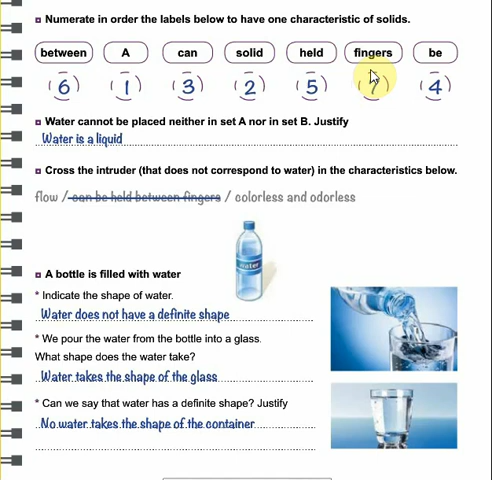 Numerate in order the labels below to have one characteristic of solids.
between A can solid held fingers be
(6) (1) (3) (2) (5) (7) (4)
Water cannot be placed neither in set A nor in set B. Justify
Water is a liquid
Cross the intruder (that does not correspond to water) in the characteristics below.
flow / can be held between fingers / colorless and odorless
water
A bottle is filled with water
* Indicate the shape of water.
Water does not have a definite shape
* We pour the water from the bottle into a glass.
What shape does the water take?
Water takes the shape of the glass
* Can we say that water has a definite shape? Justify
No water takes the shape of the container